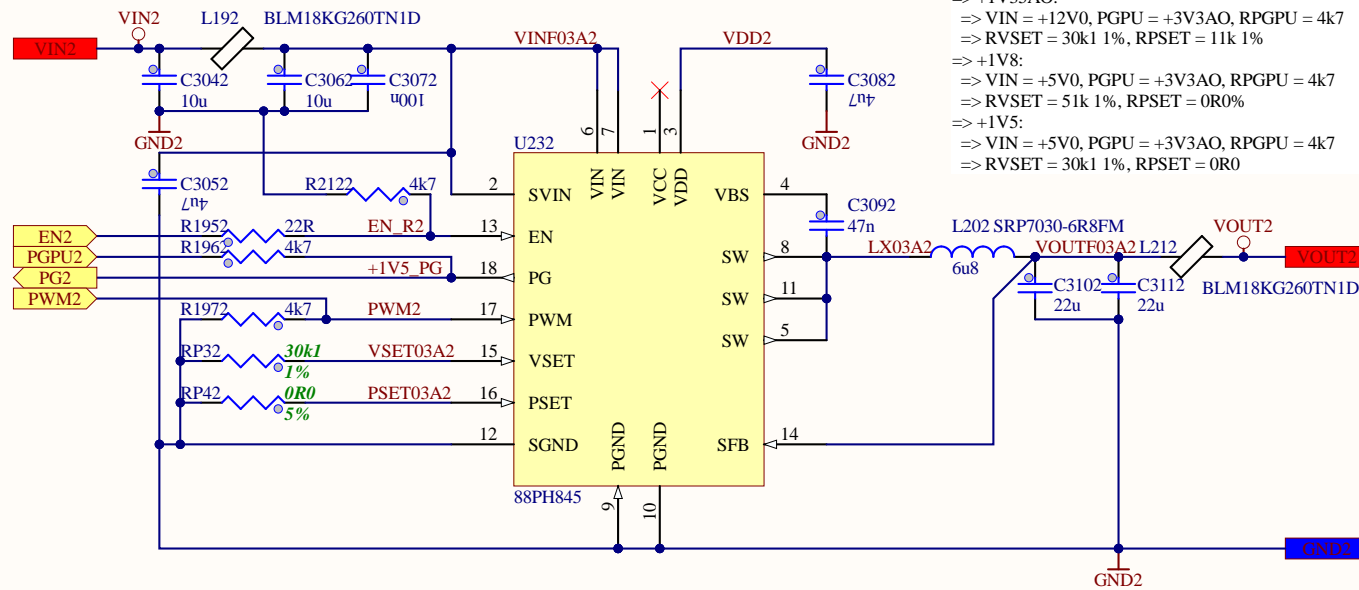 => +1V35AO:
=> VIN = +12V0, PGPU = +3V3AO, RPGPU = 4k7
=> RVSET = 30k1 1%, RPSET = 11k 1%
=> +1V8:
=> VIN = +5V0, PGPU = +3V3AO, RPGPU = 4k7
=> RVSET = 51k 1%, RPSET = 0R0%
=> +1V5:
=> VIN = +5V0, PGPU = +3V3AO, RPGPU = 4k7
=> RVSET = 30k1 1%, RPSET = 0R0
VIN2
L192
BLM18KG260TN1D
VIN2
VINF03A2
VDD2
C3042
10u
C3062
10u
C3072
100n
C3082
4u7
GND2
GND2
6
7
1
3
U232
C3052
4u7
R2122
4k7
2
SVIN
VIN
VIN
VCC
VDD
VBS
4
C3092
47n
EN2
R1952
22R
EN_R2
13
EN
PGPU2
R1962
4k7
PG2
+1V5_PG
18
PG
PWM2
R1972
4k7
PWM2
17
PWM
RP32
30k1
1%
VSET03A2
15
VSET
RP42
0R0
5%
PSET03A2
16
PSET
12
SGND
SW
8
SW
11
SW
5
SFB
14
PGND
PGND
9
10
88PH845
LX03A2
L202 SRP7030-6R8FM
6u8
VOUTF03A2
L212
VOUT2
VOUT2
BLM18KG260TN1D
C3102
22u
C3112
22u
GND2
GND2